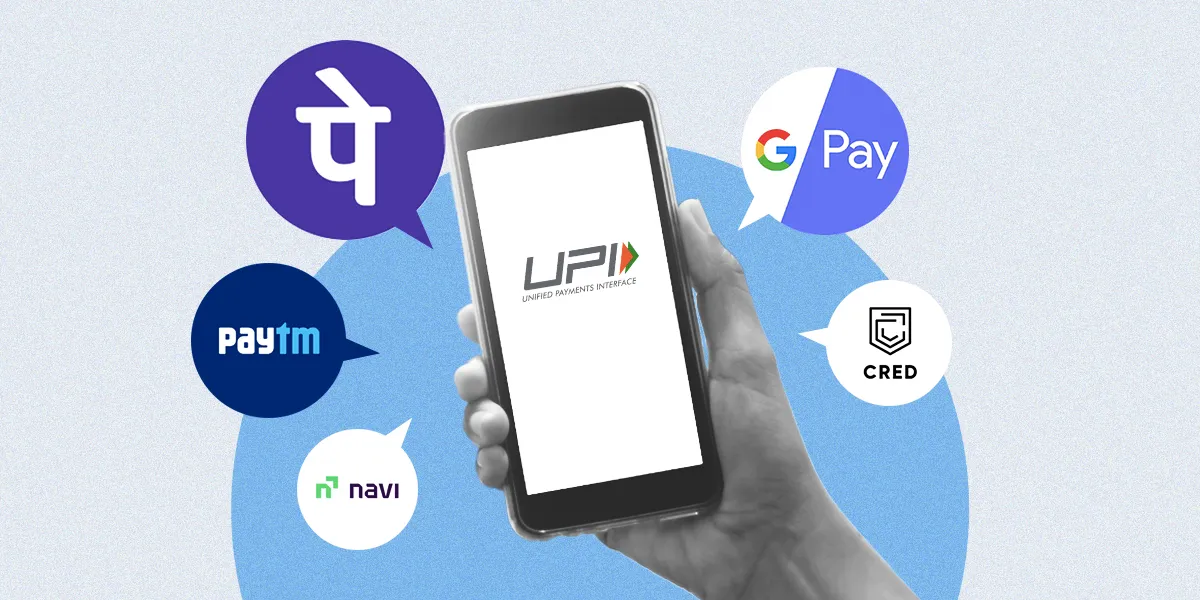 पे
G Pay
UPI
UNIFIED PAYMENTS INTERFACE
paytm
CRED
navi